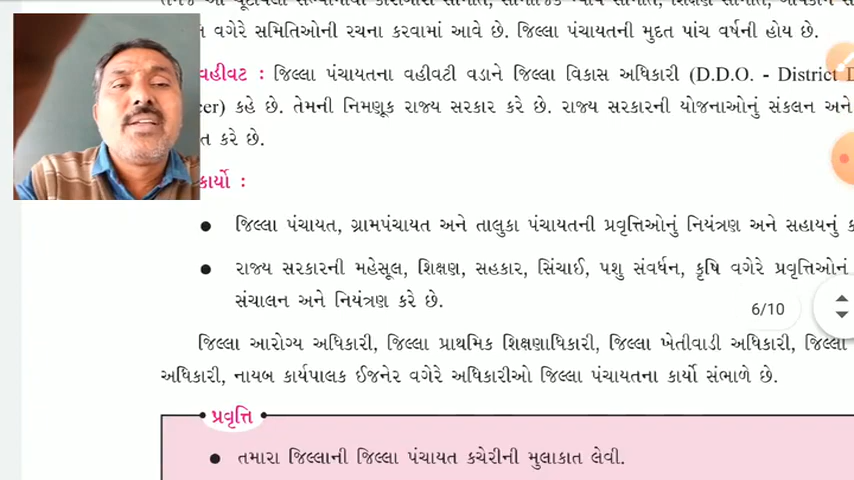 વગેરે સમિતિઓની રચના કરવામાં આવે છે. જિલ્લા પંચાયતની મુદત પાંચ વર્ષની હોય છે.
વહીવટ : જિલ્લા પંચાયતના વહીવટી વડાને જિલ્લા વિકાસ અધિકારી (D.D.O. - District D
cer) કહે છે. તેમની નિમણૂક રાજ્ય સરકાર કરે છે. રાજ્ય સરકારની યોજનાઓનું સંકલન અને
ત કરે છે.
કાર્યો :
● જિલ્લા પંચાયત, ગ્રામપંચાયત અને તાલુકા પંચાયતની પ્રવૃત્તિઓનું નિયંત્રણ અને સહાયનું
● રાજ્ય સરકારની મહેસૂલ, શિક્ષણ, સહકાર, સિંચાઈ, પશુ સંવર્ધન, કૃષિ વગેરે પ્રવૃત્તિઓનં
સંચાલન અને નિયંત્રણ કરે છે.
6/10
જિલ્લા આરોગ્ય અધિકારી, જિલ્લા પ્રાથમિક શિક્ષણાધિકારી, જિલ્લા ખેતીવાડી અધિકારી, જિલ્લા
અધિકારી, નાયબ કાર્યપાલક ઈજનેર વગેરે અધિકારીઓ જિલ્લા પંચાયતના કાર્યો સંભાળે છે.
પ્રવૃત્તિ
● તમારા જિલ્લાની જિલ્લા પંચાયત કચેરીની મુલાકાત લેવી.